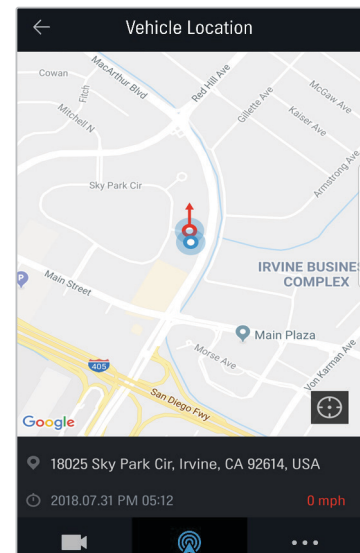 Vehicle Location
Cowan
MacArthur Blvd
Fitch
Mitchell N
Red Hill Ave
Gillette Ave
McGaw Ave
Kaiser Ave
Armstrong Ave
Sky Park Cir
IRVINE BUSINE
COMPLEX
P
Main Street
Main Plaza
Morse Ave
Von Karman Ave
405
San Diego Fwy
Google
18025 Sky Park Cir, Irvine, CA 92614, USA
2018.07.31 PM 05:12
0 mph